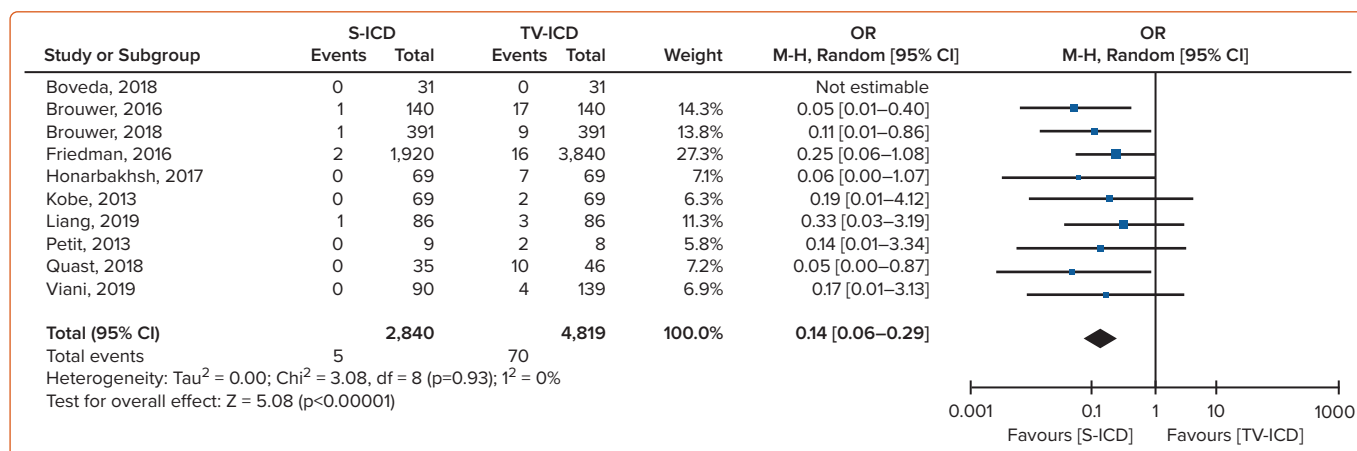 S-ICD TV-ICD OR OR
Study or Subgroup Events Total Events Total Weight M-H, Random [95% CI] M-H, Random [95% CI]
Boveda, 2018 0 31 0 31 Not estimable
Brouwer, 2016 1 140 17 140 14.3% 0.05 [0.01–0.40]
Brouwer, 2018 1 391 9 391 13.8% 0.11 [0.01–0.86]
Friedman, 2016 2 1,920 16 3,840 27.3% 0.25 [0.06–1.08]
Honarbakhsh, 2017 0 69 7 69 7.1% 0.06 [0.00–1.07]
Kobe, 2013 0 69 2 69 6.3% 0.19 [0.01–4.12]
Liang, 2019 1 86 3 86 11.3% 0.33 [0.03–3.19]
Petit, 2013 0 9 2 8 5.8% 0.14 [0.01–3.34]
Quast, 2018 0 35 10 46 7.2% 0.05 [0.00–0.87]
Viani, 2019 0 90 4 139 6.9% 0.17 [0.01–3.13]
Total (95% CI) 2,840 4,819 100.0% 0.14 [0.06–0.29]
Total events 5 70
Heterogeneity: Tau² = 0.00; Chi² = 3.08, df = 8 (p=0.93); 1² = 0%
Test for overall effect: Z = 5.08 (p<0.00001)
0.001 0.1 1 10 1000
Favours [S-ICD] Favours [TV-ICD]